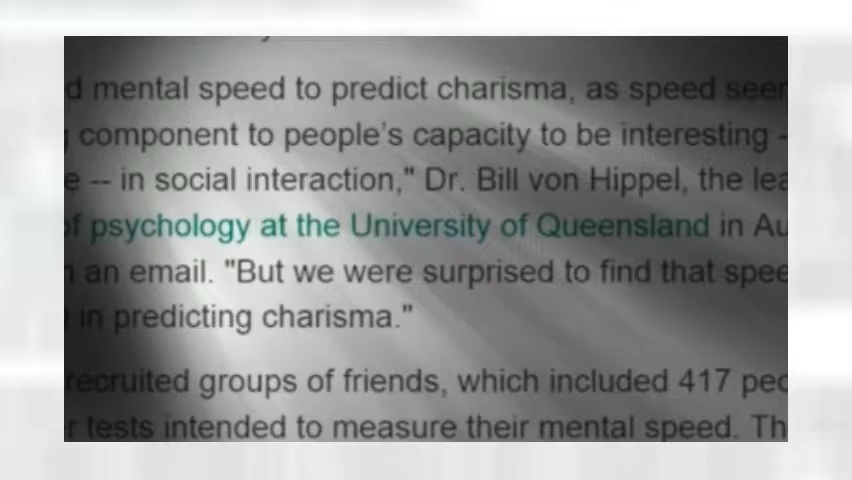 d mental speed to predict charisma, as speed seem
component to people's capacity to be interesting -
e -- in social interaction," Dr. Bill von Hippel, the lea
of psychology at the University of Queensland in Au
an email. "But we were surprised to find that spee
in predicting charisma."
recruited groups of friends, which included 417 peo
r tests intended to measure their mental speed. Th